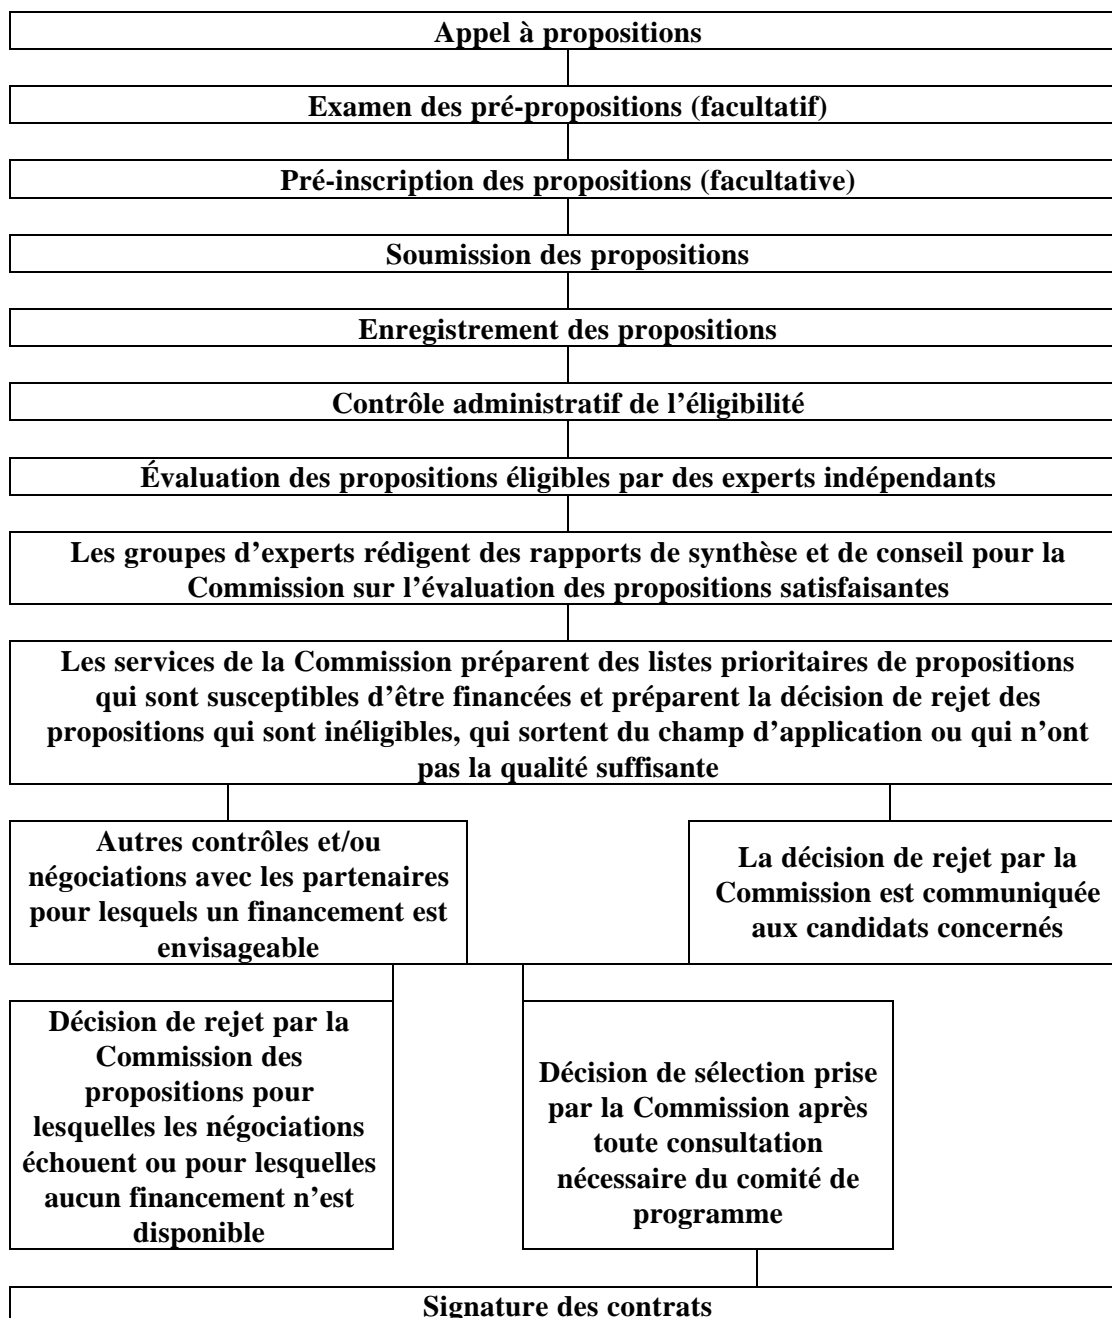 Appel à propositions
Examen des pré-propositions (facultatif)
Pré-inscription des propositions (facultative)
Soumission des propositions
Enregistrement des propositions
Contrôle administratif de l’éligibilité
Évaluation des propositions éligibles par des experts indépendants
Les groupes d’experts rédigent des rapports de synthèse et de conseil pour la
Commission sur l’évaluation des propositions satisfaisantes
Les services de la Commission préparent des listes prioritaires de propositions
qui sont susceptibles d’être financées et préparent la décision de rejet des
propositions qui sont inéligibles, qui sortent du champ d’application ou qui n’ont
pas la qualité suffisante
Autres contrôles et/ou
négociations avec les partenaires
pour lesquels un financement est
envisageable
La décision de rejet par la
Commission est communiquée
aux candidats concernés
Décision de rejet par la
Commission des
propositions pour
lesquelles les négociations
échouent ou pour lesquelles
aucun financement n’est
disponible
Décision de sélection prise
par la Commission après
toute consultation
nécessaire du comité de
programme
Signature des contrats